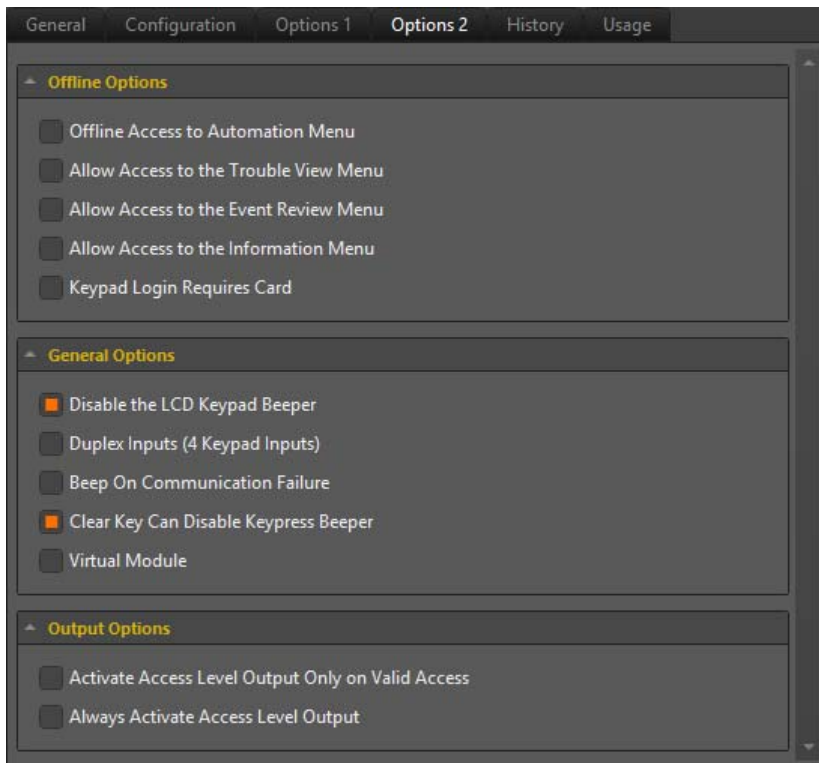 General Configuration Options 1 Options 2 History Usage
Offline Options
Offline Access to Automation Menu
Allow Access to the Trouble View Menu
Allow Access to the Event Review Menu
Allow Access to the Information Menu
Keypad Login Requires Card
General Options
Disable the LCD Keypad Beeper
Duplex Inputs (4 Keypad Inputs)
Beep On Communication Failure
Clear Key Can Disable Keypress Beeper
Virtual Module
Output Options
Activate Access Level Output Only on Valid Access
Always Activate Access Level Output